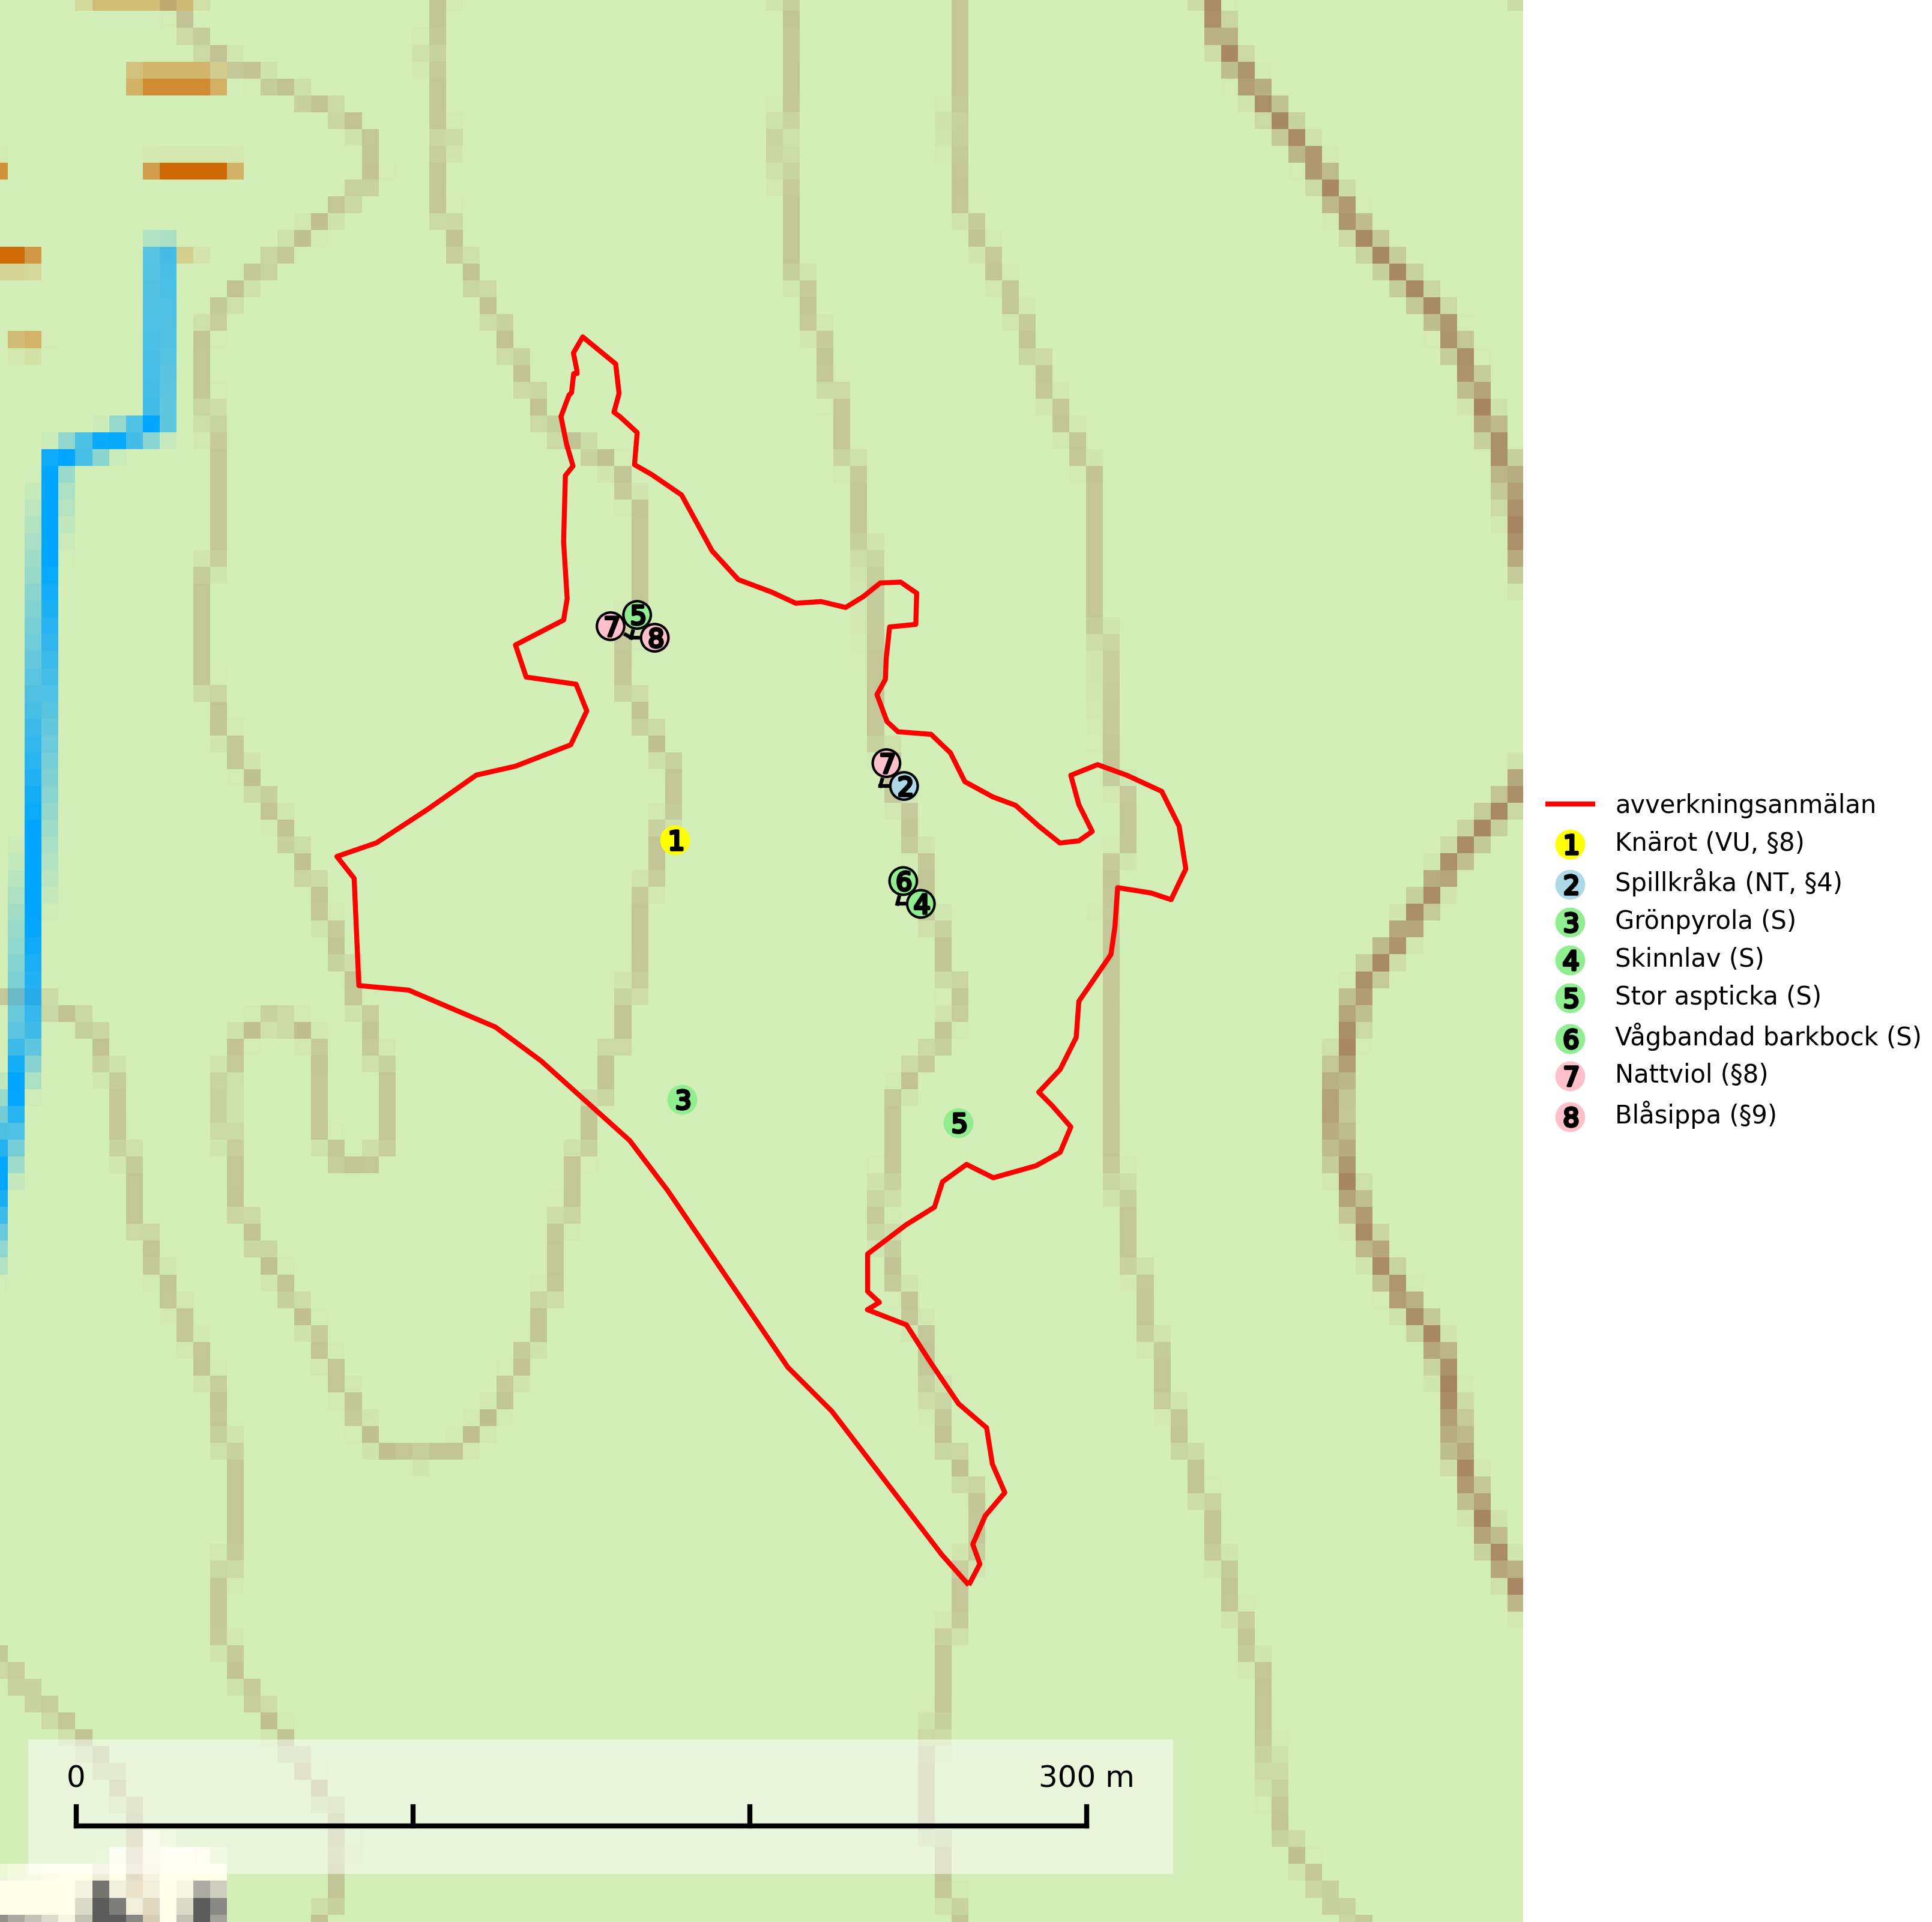 5
7
8
7
2
1
6
4
3
5
avverkningsanmälan
1 Knärot (VU, §8)
2 Spillkråka (NT, §4)
3 Grönpyrola (S)
4 Skinnlav (S)
5 Stor aspticka (S)
6 Vågbandad barkbock (S)
7 Nattviol (§8)
8 Blåsippa (§9)
0 300 m